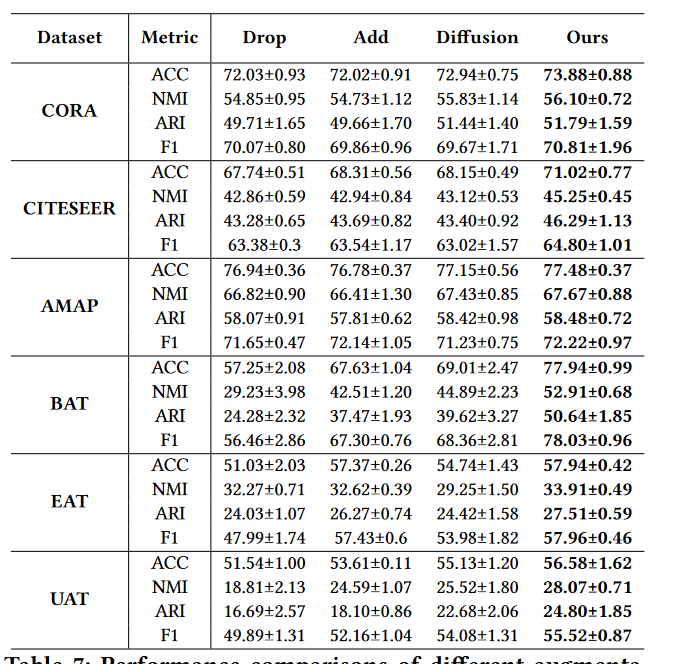 Dataset Metric Drop Add Diffusion Ours
ACC 72.03±0.93 72.02±0.91 72.94±0.75 73.88±0.88
NMI 54.85±0.95 54.73±1.12 55.83±1.14 56.10±0.72
CORA
ARI 49.71±1.65 49.66±1.70 51.44±1.40 51.79±1.59
F1 70.07±0.80 69.86±0.96 69.67±1.71 70.81±1.96
ACC 67.74±0.51 68.31±0.56 68.15±0.49 71.02±0.77
NMI 42.86±0.59 42.94±0.84 43.12±0.53 45.25±0.45
CITESEER
ARI 43.28±0.65 43.69±0.82 43.40±0.92 46.29±1.13
F1 63.38±0.3 63.54±1.17 63.02±1.57 64.80±1.01
ACC 76.94±0.36 76.78±0.37 77.15±0.56 77.48±0.37
NMI 66.82±0.90 66.41±1.30 67.43±0.85 67.67±0.88
AMAP
ARI 58.07±0.91 57.81±0.62 58.42±0.98 58.48±0.72
F1 71.65±0.47 72.14±1.05 71.23±0.75 72.22±0.97
ACC 57.25±2.08 67.63±1.04 69.01±2.47 77.94±0.99
NMI 29.23±3.98 42.51±1.20 44.89±2.23 52.91±0.68
BAT
ARI 24.28±2.32 37.47±1.93 39.62±3.27 50.64±1.85
F1 56.46±2.86 67.30±0.76 68.36±2.81 78.03±0.96
ACC 51.03±2.03 57.37±0.26 54.74±1.43 57.94±0.42
NMI 32.27±0.71 32.62±0.39 29.25±1.50 33.91±0.49
EAT
ARI 24.03±1.07 26.27±0.74 24.42±1.58 27.51±0.59
F1 47.99±1.74 57.43±0.6 53.98±1.82 57.96±0.46
ACC 51.54±1.00 53.61±0.11 55.13±1.20 56.58±1.62
NMI 18.81±2.13 24.59±1.07 25.52±1.80 28.07±0.71
UAT
ARI 16.69±2.57 18.10±0.86 22.68±2.06 24.80±1.85
F1 49.89±1.31 52.16±1.04 54.08±1.31 55.52±0.87
Table 7: Performance comparisons of different augmenta-